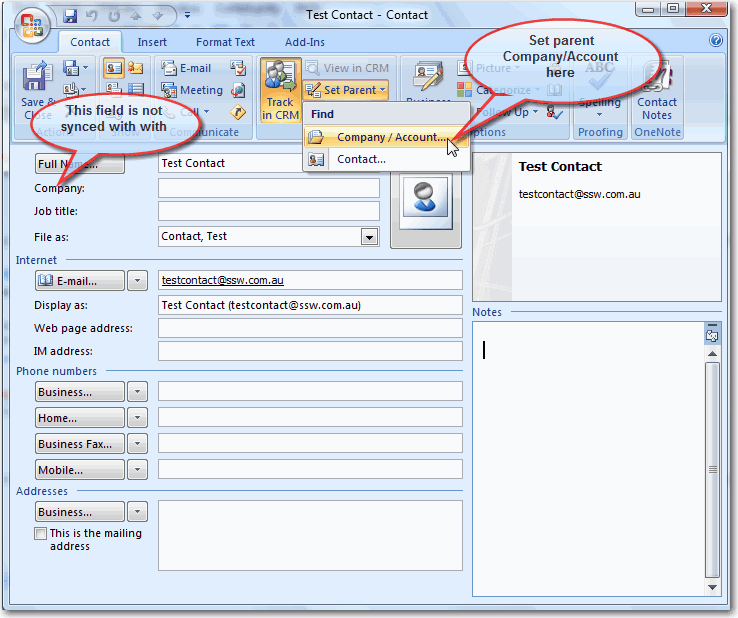 Test Contact - Contact
Contact Insert Format Text Add-Ins
Set parent
Company/Account
here
Save &
Close
This field is not
synced with with
E-mail
Meeting
Call
Communicate
Track
in CRM
View in CRM
Set Parent
Find
Company / Account...
Contact...
Business
Picture
Categorize
Follow Up
ptions
ABC
Spelling
Proofing
Contact
Notes
OneNote
Full Name... Test Contact
Company:
Job title:
File as: Contact, Test
Internet
E-mail... testcontact@ssw.com.au
Display as: Test Contact (testcontact@ssw.com.au)
Web page address:
IM address:
Phone numbers
Business...
Home...
Business Fax...
Mobile...
Addresses
Business...
This is the mailing
address
Test Contact
testcontact@ssw.com.au
Notes